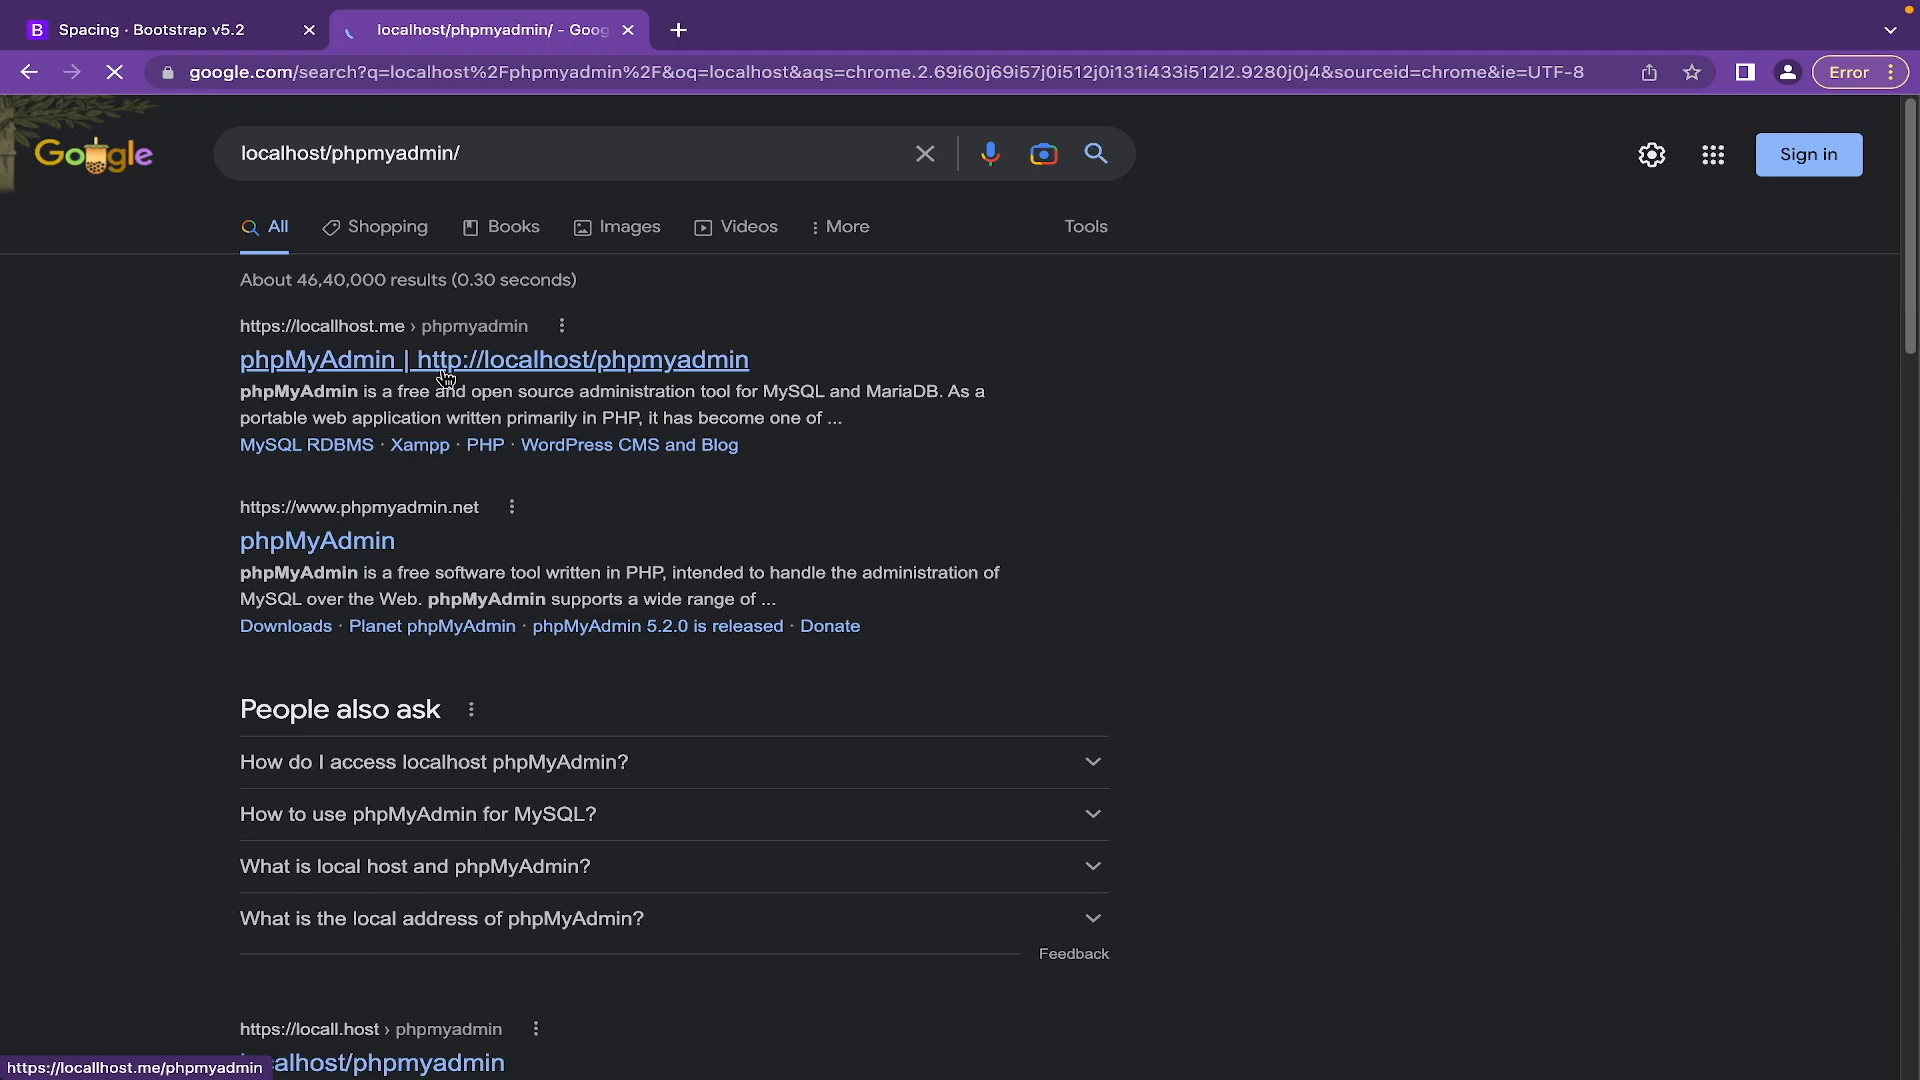 Spacing · Bootstrap v5.2
localhost/phpmyadmin/ - Goog
google.com/search?q=localhost%2Fphpmyadmin%2F&oq=localhost&aqs=chrome.2.69i60j69i57j0i512j0i131i433i512l2.9280j0j4&sourceid=chrome&ie=UTF-8
Error
Google
localhost/phpmyadmin/
Sign in
All Shopping Books Images Videos More Tools
About 46,40,000 results (0.30 seconds)
https://locallhost.me › phpmyadmin
phpMyAdmin | http://localhost/phpmyadmin
phpMyAdmin is a free and open source administration tool for MySQL and MariaDB. As a
portable web application written primarily in PHP, it has become one of ...
MySQL RDBMS · Xampp · PHP · WordPress CMS and Blog
https://www.phpmyadmin.net
phpMyAdmin
phpMyAdmin is a free software tool written in PHP, intended to handle the administration of
MySQL over the Web. phpMyAdmin supports a wide range of ...
Downloads · Planet phpMyAdmin · phpMyAdmin 5.2.0 is released · Donate
People also ask
How do I access localhost phpMyAdmin?
How to use phpMyAdmin for MySQL?
What is local host and phpMyAdmin?
What is the local address of phpMyAdmin?
Feedback
https://locall.host › phpmyadmin
alhost/phpmyadmin
https://locallhost.me/phpmyadmin